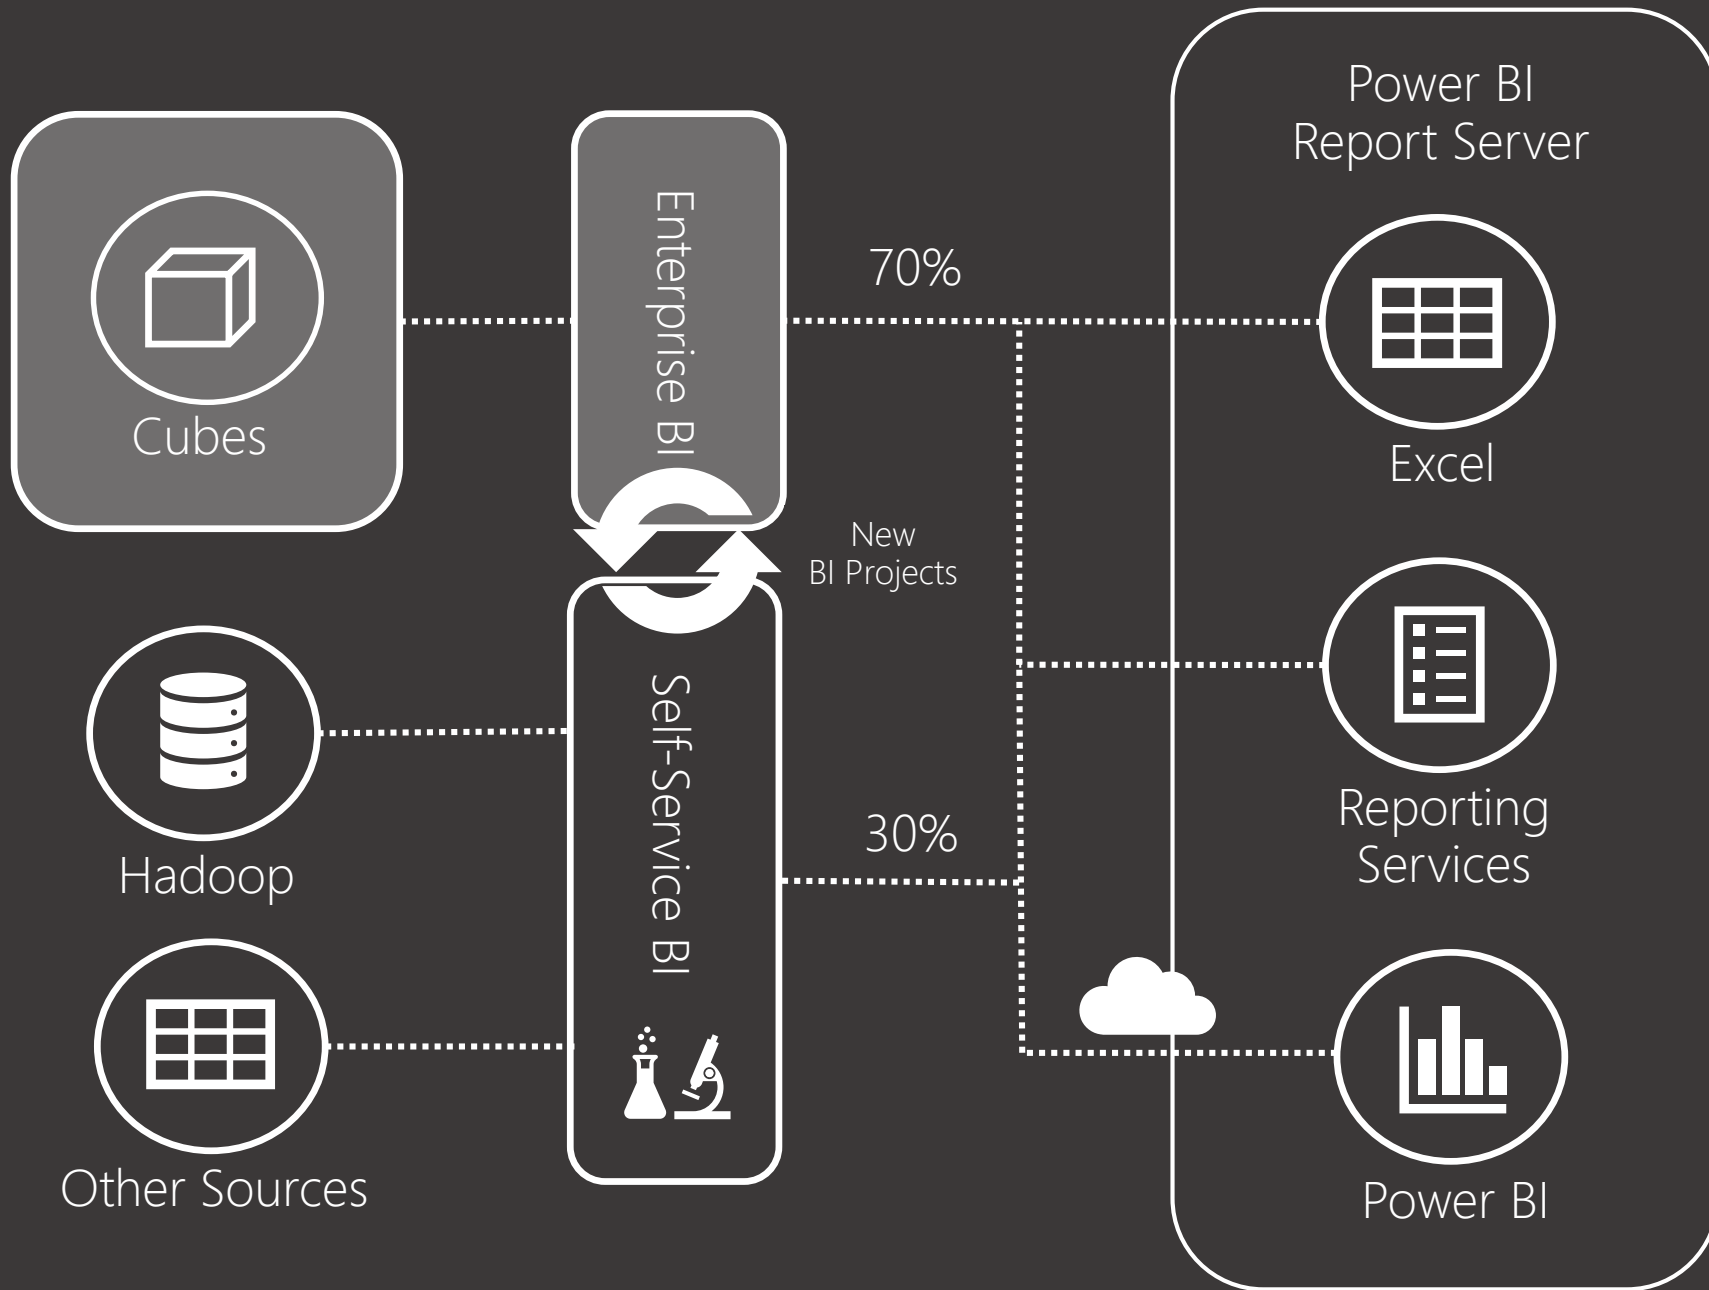 Power BI
Report Server
Cubes
Enterprise BI
70%
Excel
New
BI Projects
Hadoop
Self-Service BI
30%
Reporting
Services
Other Sources
Power BI